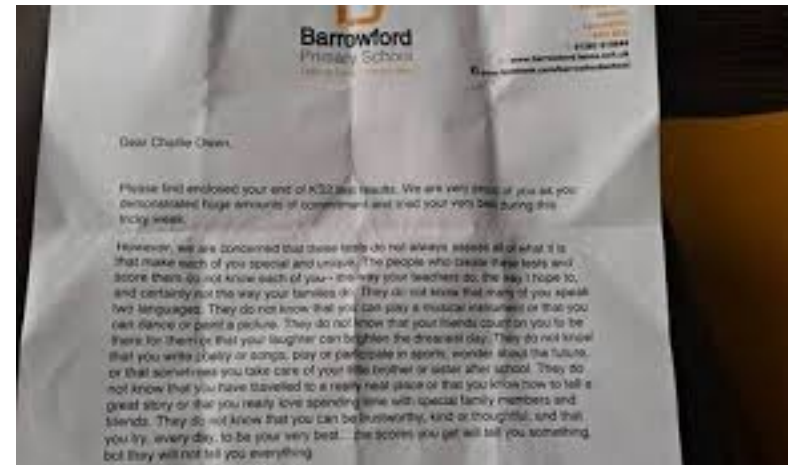 Barrowford
Primary School
Dear Charlie Owen,
Please find enclosed your end of KS2 test results. We are very proud of you as you
demonstrated huge amounts of commitment and tried your very best during this
tricky week.
However, we are concerned that these tests do not always assess all of what it is
that make each of you special and unique. The people who create these tests and
score them do not know each of you – the way your teachers do, the way I hope to,
and certainly not the way your families do. They do not know that many of you speak
two languages. They do not know that you can play a musical instrument or that you
can dance or paint a picture. They do not know that your friends count on you to be
there for them or that your laughter can brighten the dreariest day. They do not know
that you write poetry or songs, play or participate in sports, wonder about the future,
or that sometimes you take care of your little brother or sister after school. They do
not know that you have travelled to a really neat place or that you know how to tell a
great story or that you really love spending time with special family members and
friends. They do not know that you can be trustworthy, kind or thoughtful, and that
you try, every day, to be your very best... the scores you get will tell you something,
but they will not tell you everything.